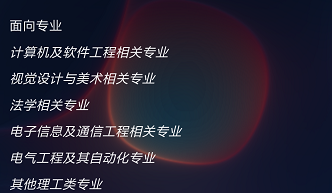 面向专业
计算机及软件工程相关专业
视觉设计与美术相关专业
法学相关专业
电子信息及通信工程相关专业
电气工程及其自动化专业
其他理工类专业